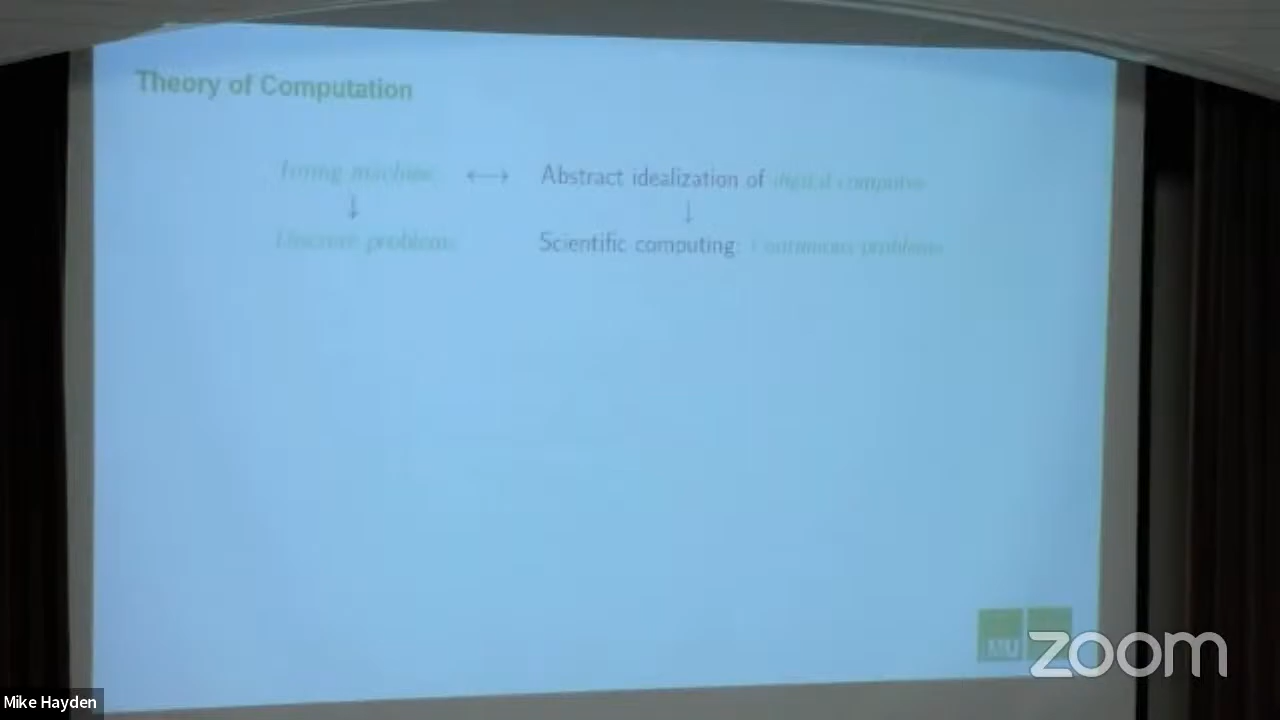 Theory of Computation
Turing machine ⟷ Abstract idealization of digital computer
↓ ↓
Discrete problems Scientific computing: Continuous problems
LMU
zoom
Mike Hayden